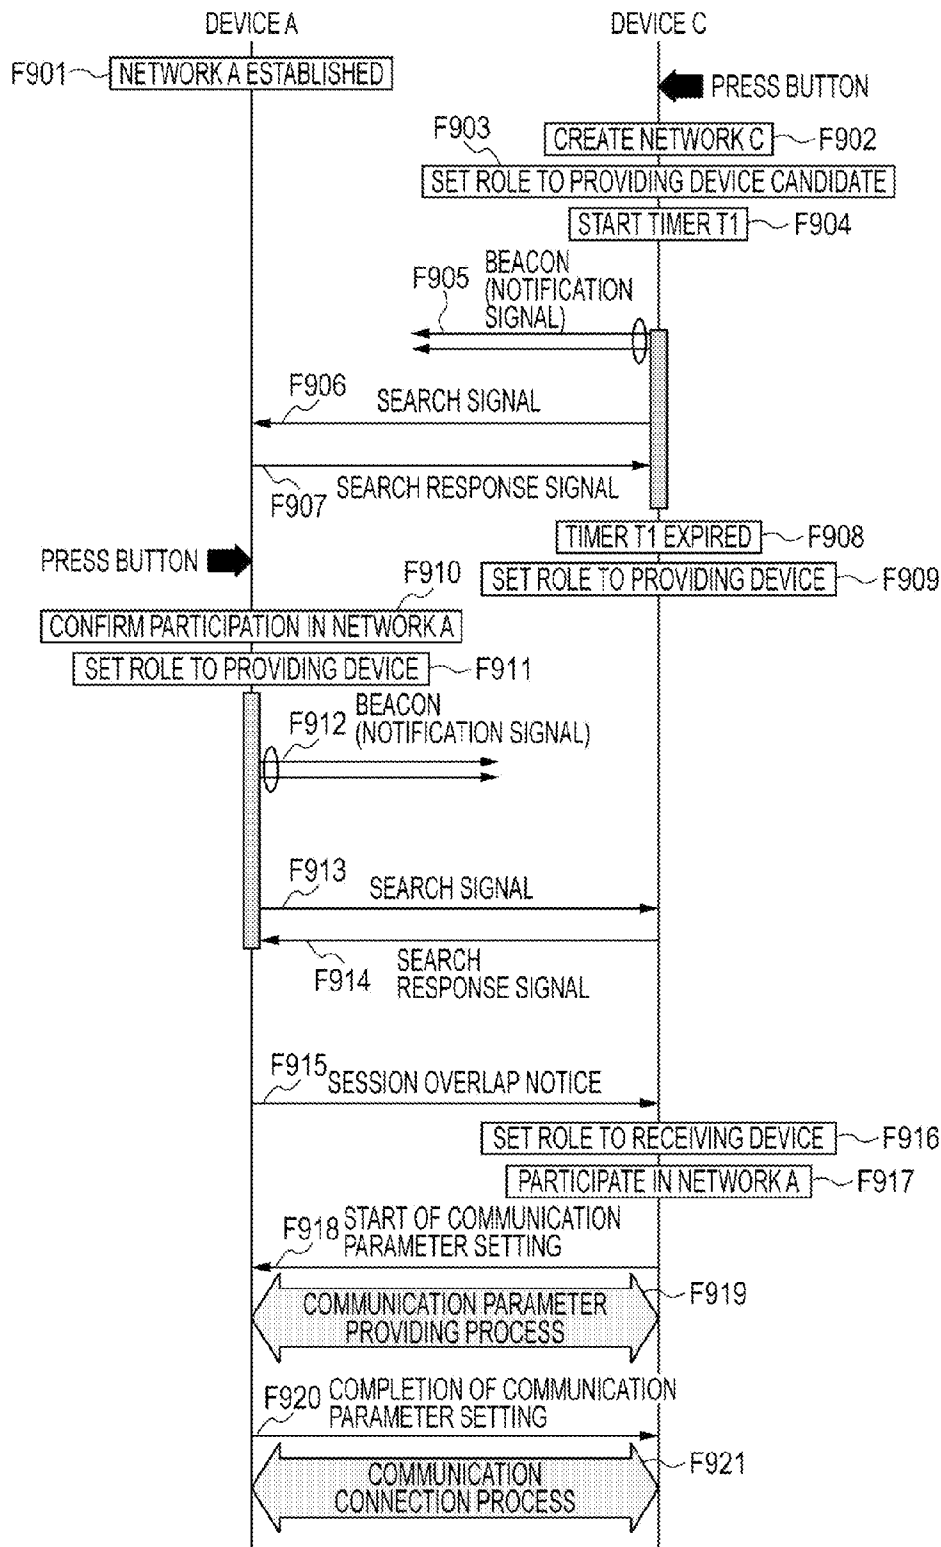 DEVICE A
DEVICE C
F901
NETWORK A ESTABLISHED
PRESS BUTTON
F903
CREATE NETWORK C
F902
SET ROLE TO PROVIDING DEVICE CANDIDATE
START TIMER T1
F904
F905
BEACON
(NOTIFICATION
SIGNAL)
F906
SEARCH SIGNAL
F907
SEARCH RESPONSE SIGNAL
TIMER T1 EXPIRED
F908
PRESS BUTTON
F910
SET ROLE TO PROVIDING DEVICE
F909
CONFIRM PARTICIPATION IN NETWORK A
SET ROLE TO PROVIDING DEVICE
F911
F912
BEACON
(NOTIFICATION SIGNAL)
F913
SEARCH SIGNAL
F914
SEARCH
RESPONSE SIGNAL
F915
SESSION OVERLAP NOTICE
SET ROLE TO RECEIVING DEVICE
F916
PARTICIPATE IN NETWORK A
F917
F918
START OF COMMUNICATION
PARAMETER SETTING
F919
COMMUNICATION PARAMETER
PROVIDING PROCESS
F920
COMPLETION OF COMMUNICATION
PARAMETER SETTING
F921
COMMUNICATION
CONNECTION PROCESS